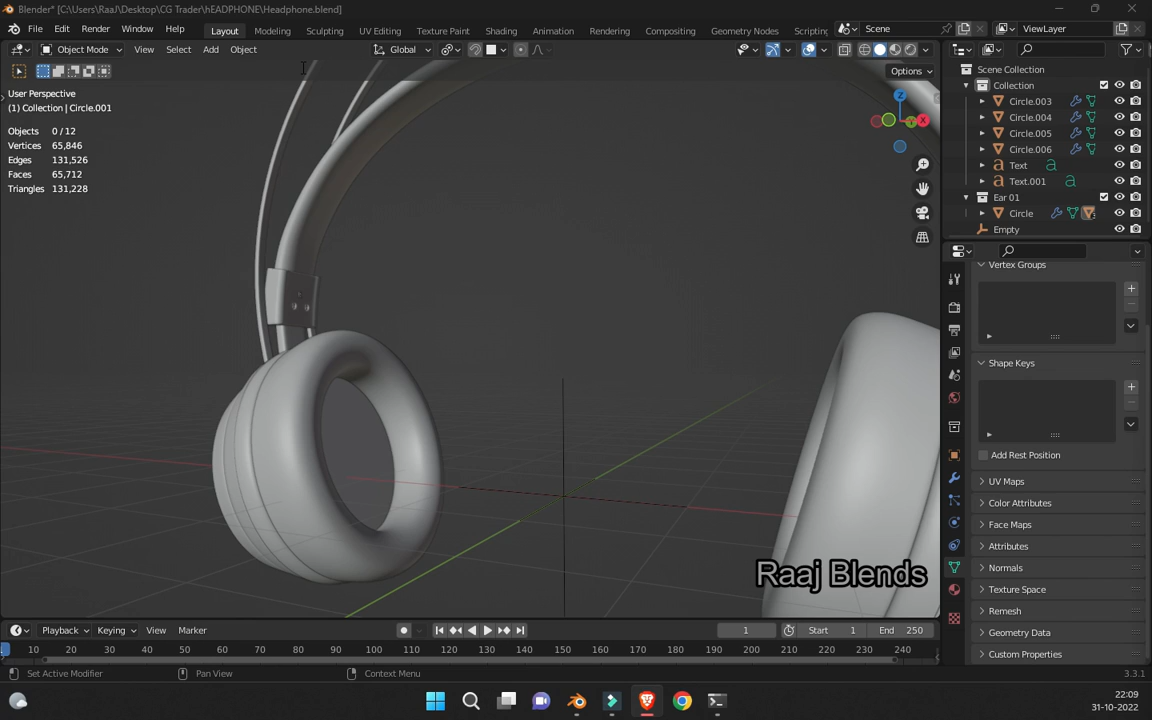 Blender* [C:\Users\RaaJ\Desktop\CG Trader\hEADPHONE\Headphone.blend]
File Edit Render Window Help Layout Modeling Sculpting UV Editing Texture Paint Shading Animation Rendering Compositing Geometry Nodes Scripting Scene ViewLayer
Object Mode View Select Add Object Global
Options
User Perspective
(1) Collection | Circle.001
Objects 0/12
Vertices 65,846
Edges 131,526
Faces 65,712
Triangles 131,228
Scene Collection
Collection
Circle.003
Circle.004
Circle.005
Circle.006
Text
Text.001
Ear 01
Circle
Empty
Vertex Groups
Shape Keys
Add Rest Position
UV Maps
Color Attributes
Face Maps
Attributes
Normals
Texture Space
Remesh
Geometry Data
Custom Properties
Raaj Blends
Playback Keying View Marker 1 Start 1 End 250
10 20 30 40 50 60 70 80 90 100 110 120 130 140 150 160 170 180 190 200 210 220 230 240
Set Active Modifier Pan View Context Menu 3.3.1
22:09
31-10-2022